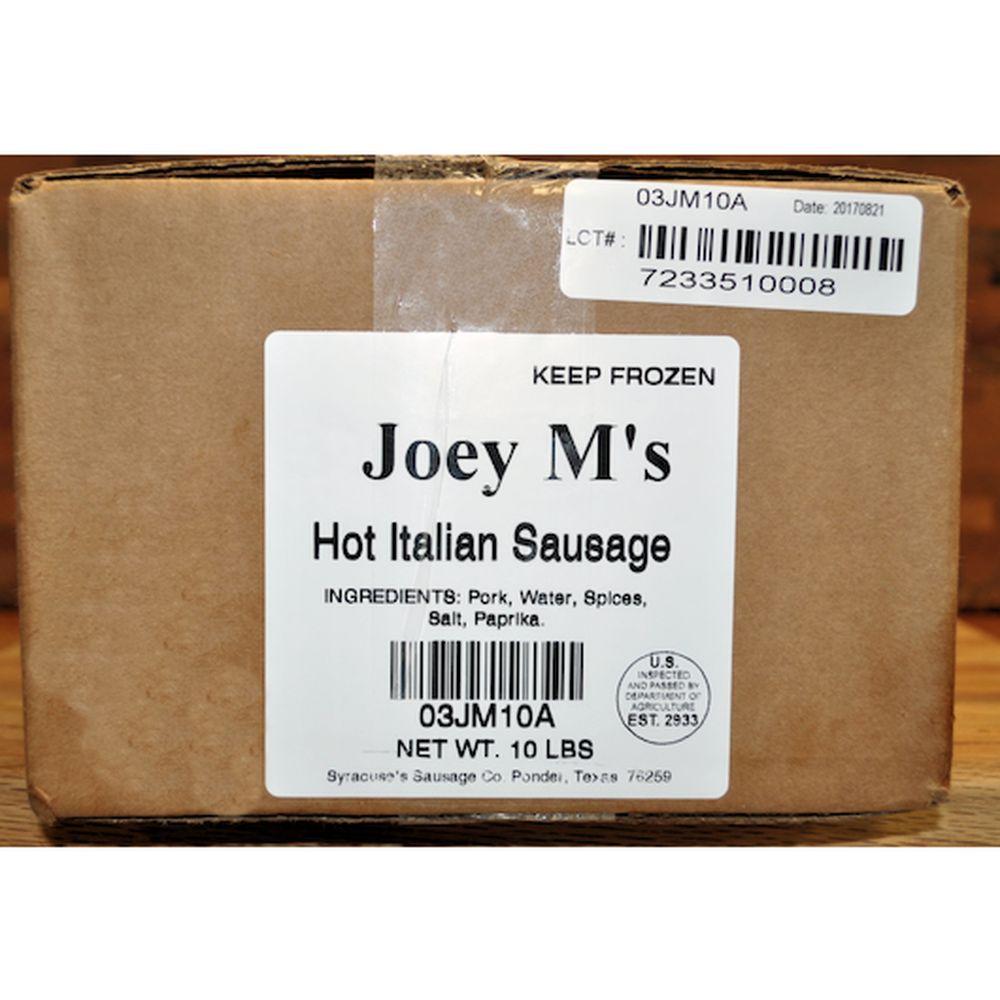 03JM10A Date: 20170821
LOT# :
7233510008
KEEP FROZEN
Joey M's
Hot Italian Sausage
INGREDIENTS: Pork, Water, Spices,
Salt, Paprika.
03JM10A
NET WT. 10 LBS
Syracuse's Sausage Co. Ponder, Texas 76259
U.S.
INSPECTED
AND PASSED BY
DEPARTMENT OF
AGRICULTURE
EST. 2933